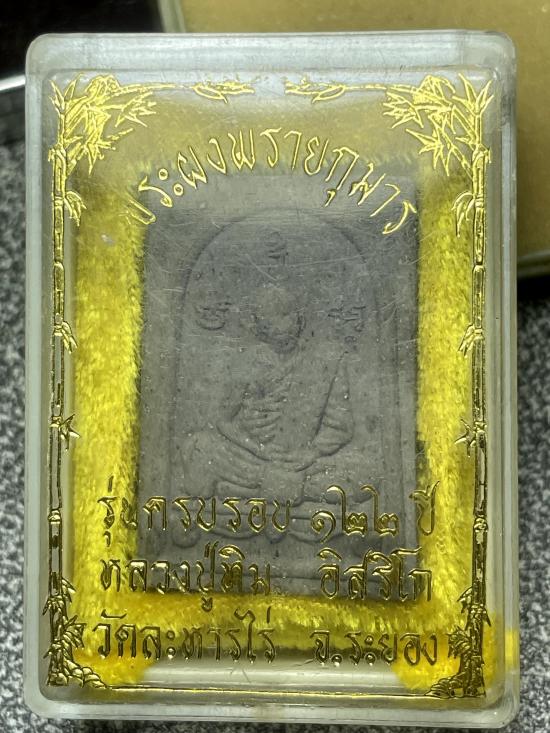 พระผงพรายกุมาร
รุ่นครบรอบ ๑๒๒ ปี
หลวงปู่ทิม อิสริโก
วัดละหารไร่ จ.ระยอง